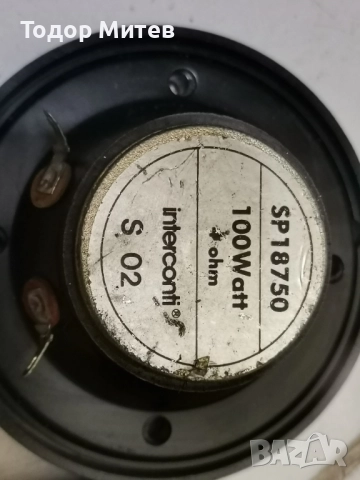 Тодор Митев
SP18750
100Watt
4 ohm
interconti®
S 02
BAZAR